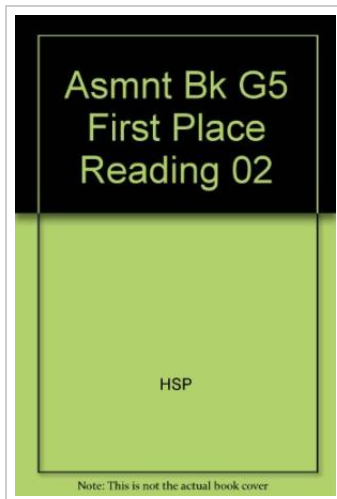 Asmnt Bk G5
First Place
Reading 02
HSP
Note: This is not the actual book cover